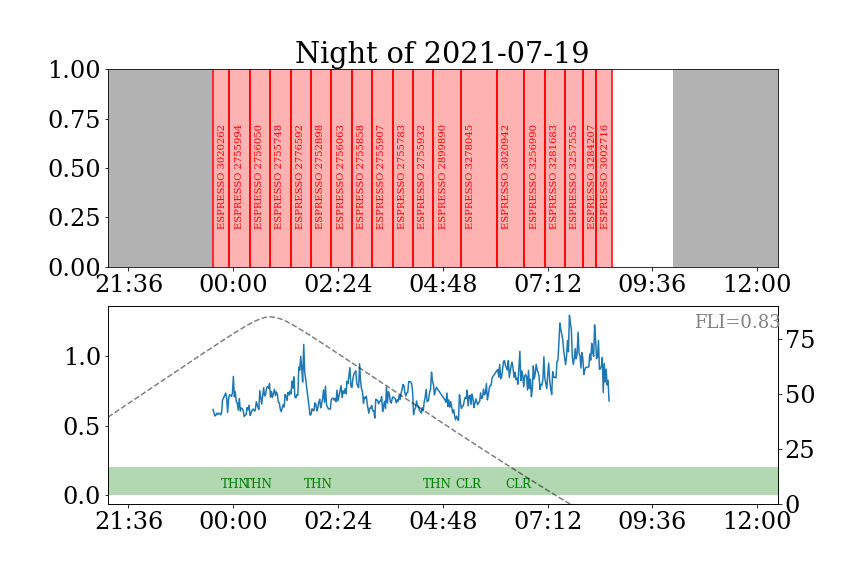 Night of 2021-07-19
1.00
0.75
0.50
0.25
0.00
ESPRESSO 3020262
ESPRESSO 2755994
ESPRESSO 2756050
ESPRESSO 2755748
ESPRESSO 2776592
ESPRESSO 2752898
ESPRESSO 2756063
ESPRESSO 2755858
ESPRESSO 2755907
ESPRESSO 2755783
ESPRESSO 2755932
ESPRESSO 2899890
ESPRESSO 3278045
ESPRESSO 3020942
ESPRESSO 3256990
ESPRESSO 3281683
ESPRESSO 3257555
ESPRESSO 3284207
ESPRESSO 3002716
21:36 00:00 02:24 04:48 07:12 09:36 12:00
FLI=0.83
1.0
0.5
0.0
75
50
25
0
THN THN THN THN CLR CLR
21:36 00:00 02:24 04:48 07:12 09:36 12:00